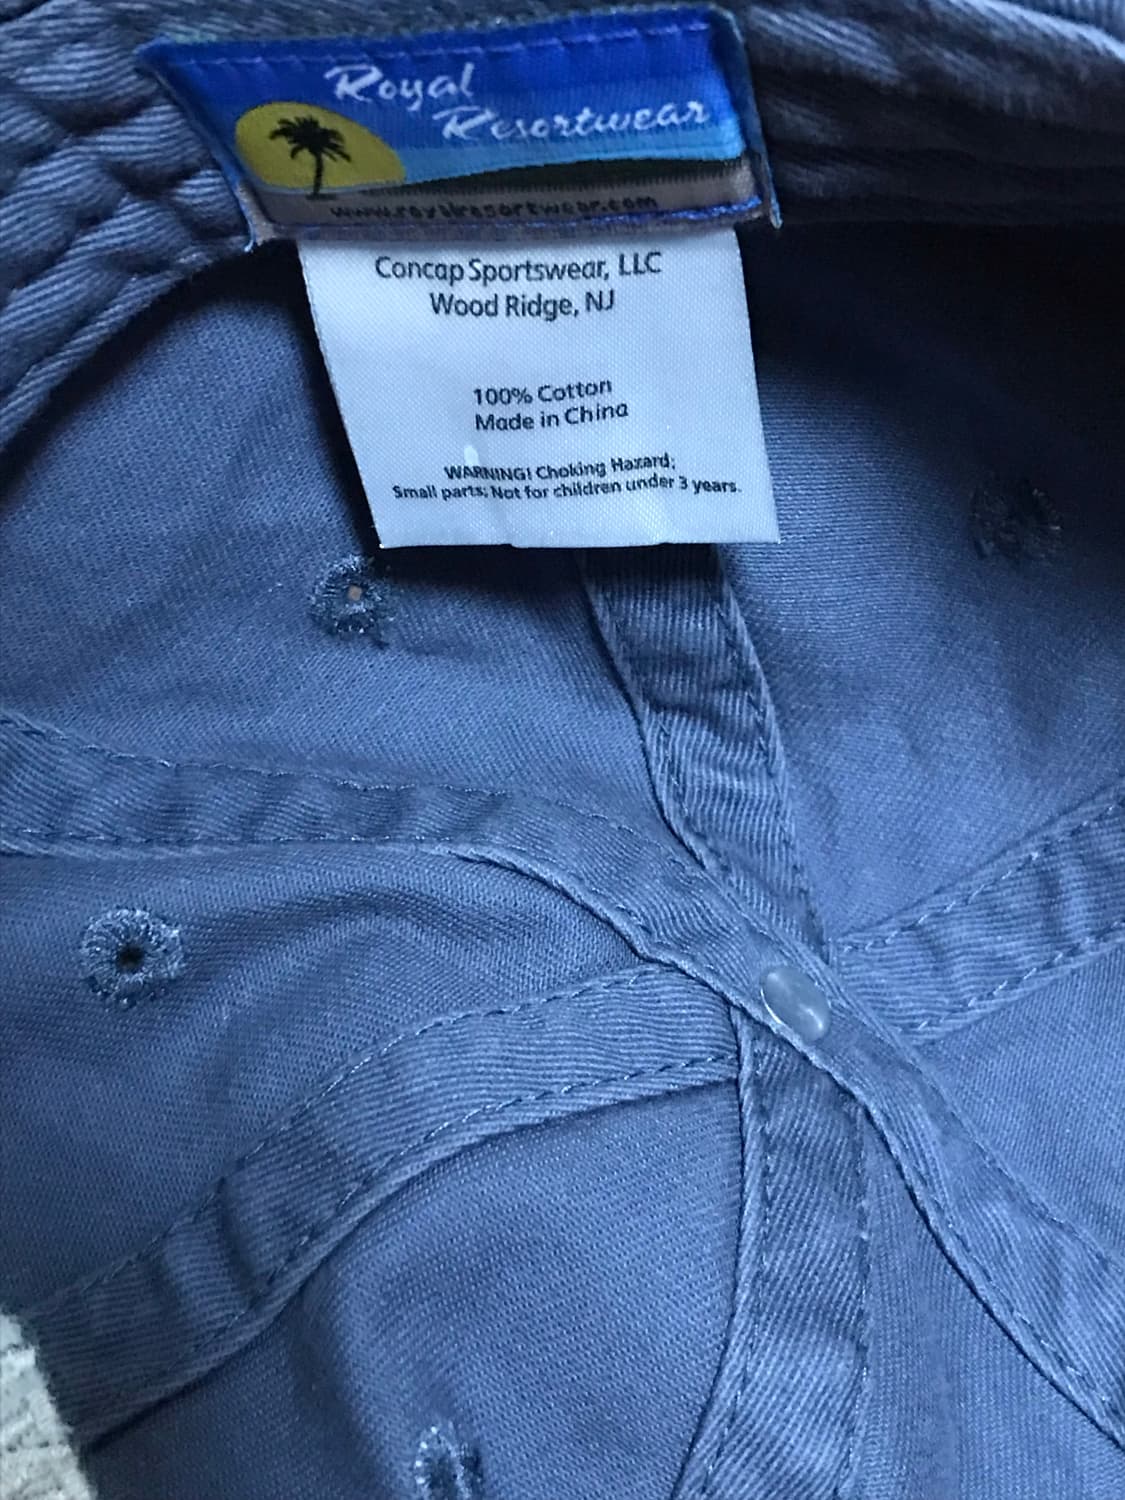 Royal
Resortwear
www.royalresortwear.com
Concap Sportswear, LLC
Wood Ridge, NJ
100% Cotton
Made in China
WARNING! Choking Hazard;
Small parts; Not for children under 3 years.